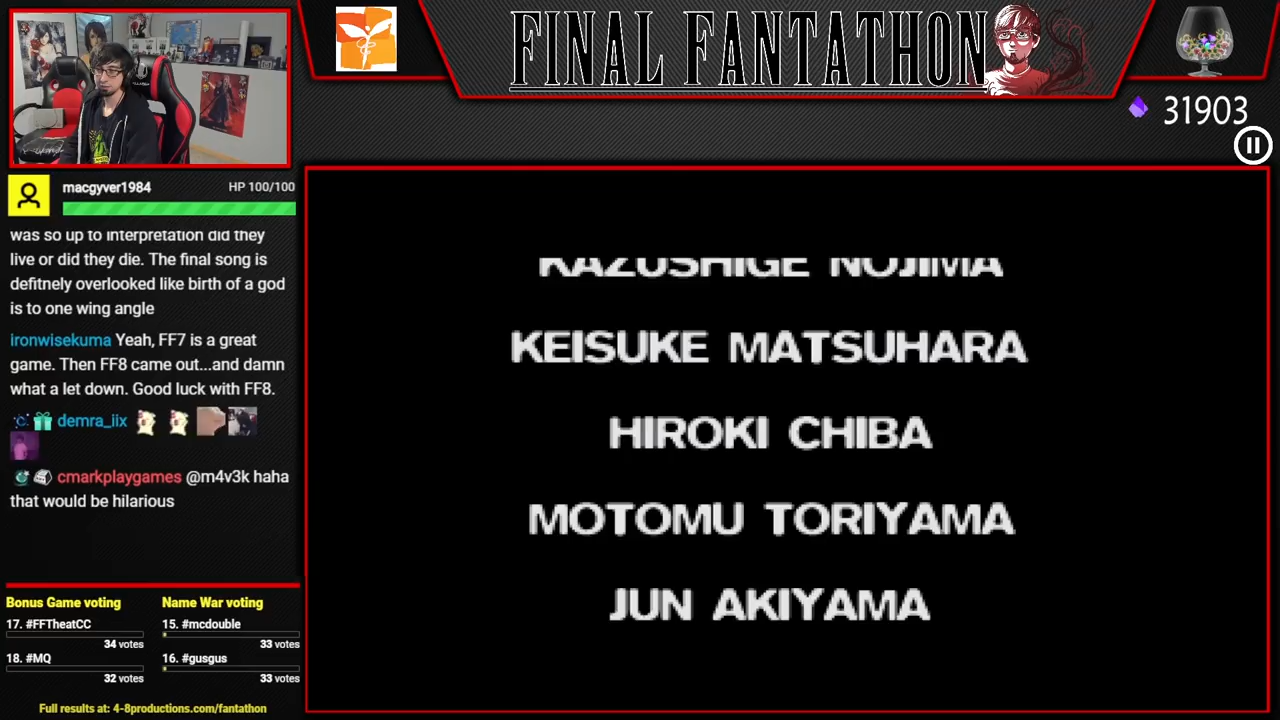 FINAL FANTATHON
31903
macgyver1984
HP 100/100
was so up to interpretation did they
live or did they die. The final song is
defitnely overlooked like birth of a god
is to one wing angle
ironwisekuma Yeah, FF7 is a great
game. Then FF8 came out...and damn
what a let down. Good luck with FF8.
demra_iix
cmarkplaygames @m4v3k haha
that would be hilarious
KAZUSHIGE NOJIMA
KEISUKE MATSUHARA
HIROKI CHIBA
MOTOMU TORIYAMA
JUN AKIYAMA
Bonus Game voting
17. #FFTheatCC
34 votes
18. #MQ
32 votes
Name War voting
15. #mcdouble
33 votes
16. #gusgus
33 votes
Full results at: 4-8productions.com/fantathon